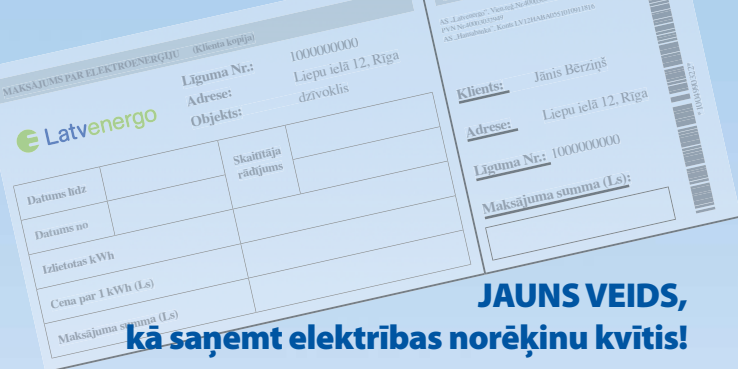 MAKSĀJUMS PAR ELEKTROENERĢIJU (Klienta kopija)
Latvenergo
Līguma Nr.: 1000000000
Adrese: Liepu ielā 12, Rīga
Objekts: dzīvoklis
Datums līdz
Skaitītāja
rādījums
Datums no
Izlietotas kWh
Cena par 1 kWh (Ls)
Maksājuma summa (Ls)
AS „Latvenergo”,
PVN Nr.
AS „Hansabanka”, Konts
Klients: Jānis Bērziņš
Adrese: Liepu ielā 12, Rīga
Līguma Nr.: 1000000000
Maksājuma summa (Ls):
JAUNS VEIDS,
kā saņemt elektrības norēķinu kvītis!